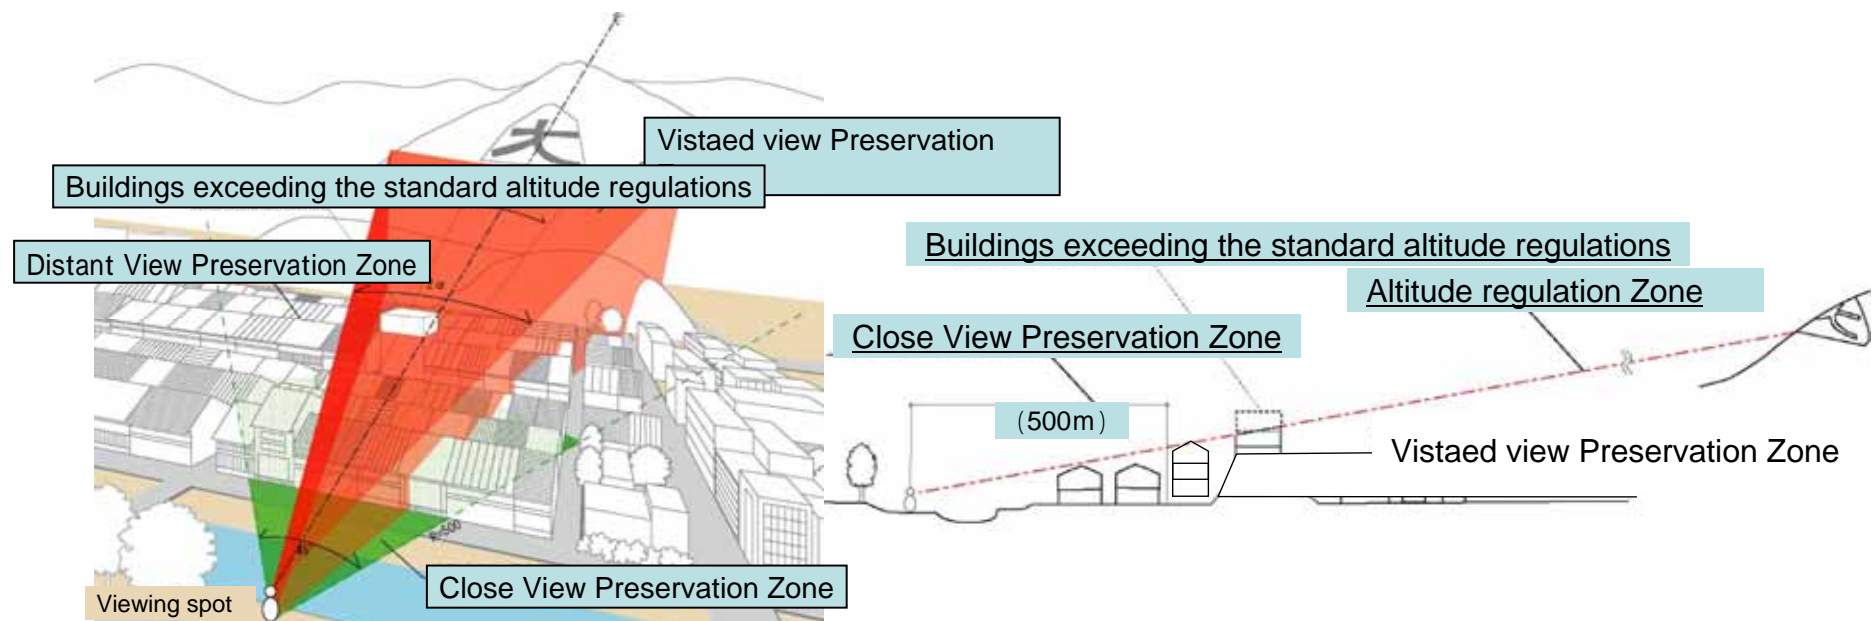 大
Vistaed view Preservation
Buildings exceeding the standard altitude regulations
Distant View Preservation Zone
R=500
Close View Preservation Zone
Viewing spot
Buildings exceeding the standard altitude regulations
Altitude regulation Zone
Close View Preservation Zone
(500m)
大
Vistaed view Preservation Zone